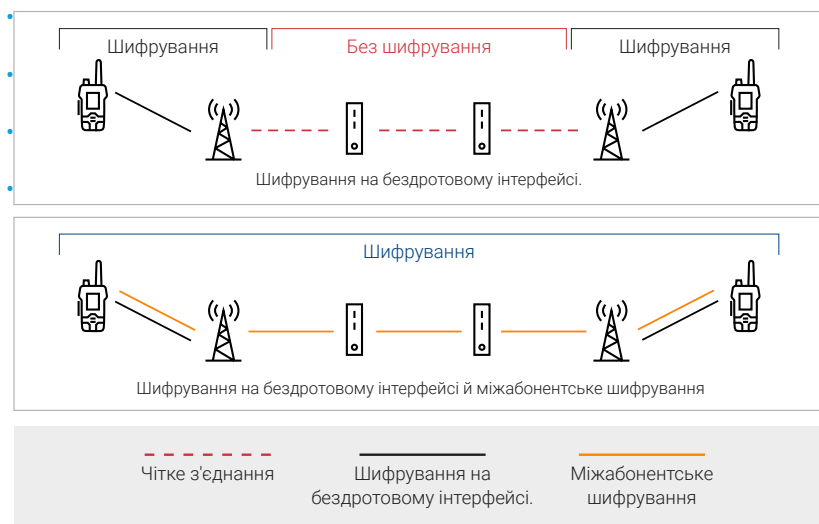 Шифрування Без шифрування Шифрування
Шифрування на бездротовому інтерфейсі.
Шифрування
Шифрування на бездротовому інтерфейсі й міжабонентське шифрування
Чітке з'єднання
Шифрування на
бездротовому інтерфейсі.
Міжабонентське
шифрування